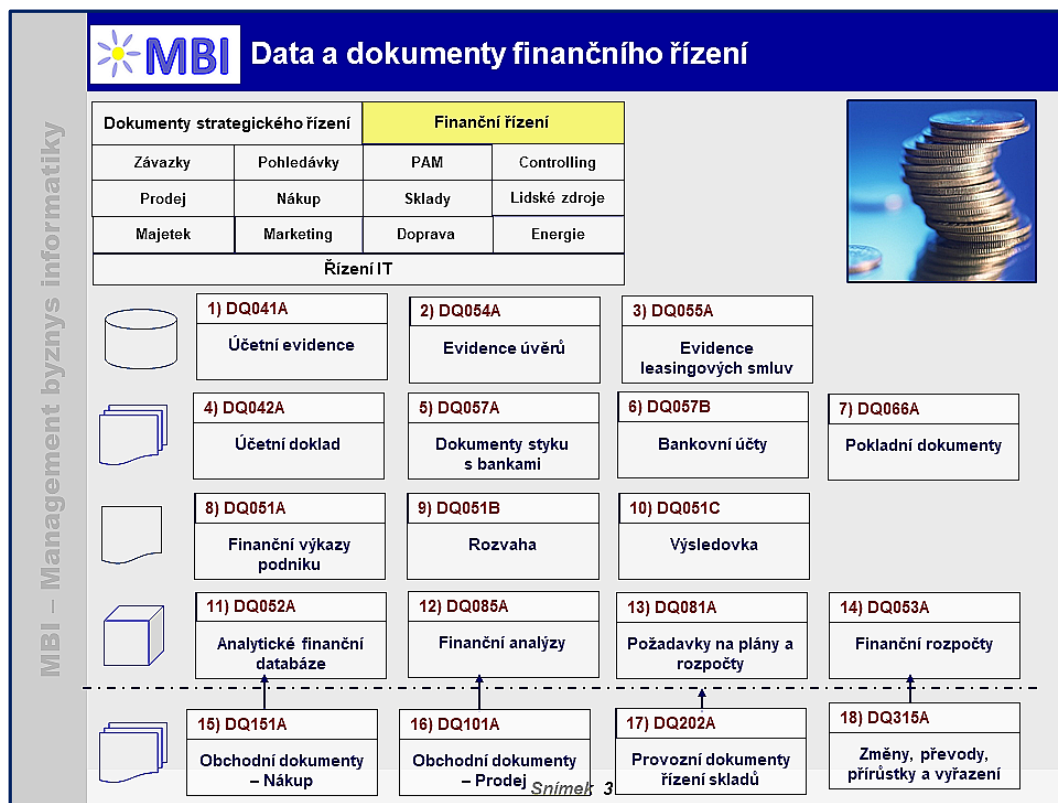 MBI – Management byznys informatiky
MBI
Data a dokumenty finančního řízení
Dokumenty strategického řízení
Finanční řízení
Závazky
Pohledávky
PAM
Controlling
Prodej
Nákup
Sklady
Lidské zdroje
Majetek
Marketing
Doprava
Energie
Řízení IT
1) DQ041A
Účetní evidence
2) DQ054A
Evidence úvěrů
3) DQ055A
Evidence
leasingových smluv
4) DQ042A
Účetní doklad
5) DQ057A
Dokumenty styku
s bankami
6) DQ057B
Bankovní účty
7) DQ066A
Pokladní dokumenty
8) DQ051A
Finanční výkazy
podniku
9) DQ051B
Rozvaha
10) DQ051C
Výsledovka
11) DQ052A
Analytické finanční
databáze
12) DQ085A
Finanční analýzy
13) DQ081A
Požadavky na plány a
rozpočty
14) DQ053A
Finanční rozpočty
15) DQ151A
Obchodní dokumenty
– Nákup
16) DQ101A
Obchodní dokumenty
– Prodej
17) DQ202A
Provozní dokumenty
řízení skladů
18) DQ315A
Změny, převody,
přírůstky a vyřazení
Snímek 3